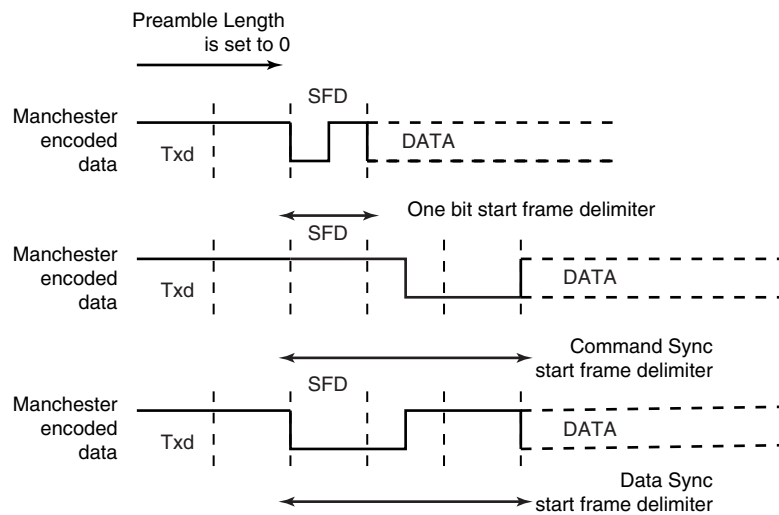 Preamble Length
is set to 0
SFD
Manchester
encoded
data
Txd
DATA
One bit start frame delimiter
SFD
Manchester
encoded
data
Txd
DATA
Command Sync
start frame delimiter
SFD
Manchester
encoded
data
Txd
DATA
Data Sync
start frame delimiter